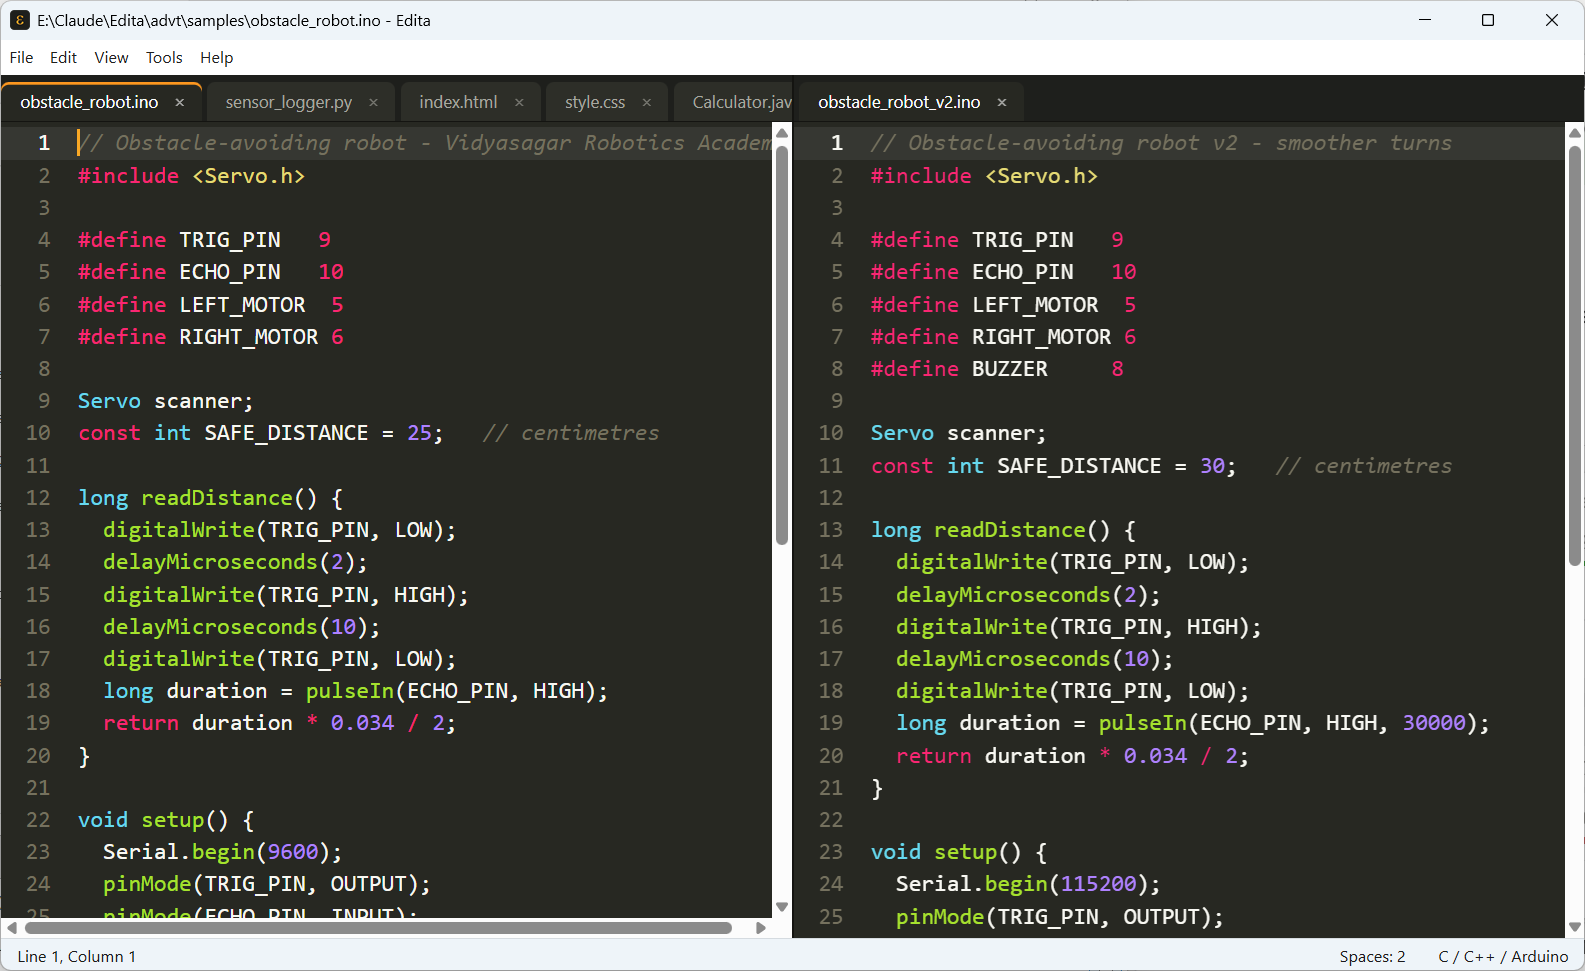 E:\Claude\Edita\advt\samples\obstacle_robot.ino - Edita
File Edit View Tools Help
obstacle_robot.ino × sensor_logger.py × index.html × style.css × Calculator.jav
1 // Obstacle-avoiding robot - Vidyasagar Robotics Academ
2 #include <Servo.h>
3
4 #define TRIG_PIN   9
5 #define ECHO_PIN   10
6 #define LEFT_MOTOR  5
7 #define RIGHT_MOTOR 6
8
9 Servo scanner;
10 const int SAFE_DISTANCE = 25;   // centimetres
11
12 long readDistance() {
13   digitalWrite(TRIG_PIN, LOW);
14   delayMicroseconds(2);
15   digitalWrite(TRIG_PIN, HIGH);
16   delayMicroseconds(10);
17   digitalWrite(TRIG_PIN, LOW);
18   long duration = pulseIn(ECHO_PIN, HIGH);
19   return duration * 0.034 / 2;
20 }
21
22 void setup() {
23   Serial.begin(9600);
24   pinMode(TRIG_PIN, OUTPUT);
25   pinMode(ECHO_PIN, INPUT);
obstacle_robot_v2.ino ×
1 // Obstacle-avoiding robot v2 - smoother turns
2 #include <Servo.h>
3
4 #define TRIG_PIN   9
5 #define ECHO_PIN   10
6 #define LEFT_MOTOR  5
7 #define RIGHT_MOTOR 6
8 #define BUZZER     8
9
10 Servo scanner;
11 const int SAFE_DISTANCE = 30;   // centimetres
12
13 long readDistance() {
14   digitalWrite(TRIG_PIN, LOW);
15   delayMicroseconds(2);
16   digitalWrite(TRIG_PIN, HIGH);
17   delayMicroseconds(10);
18   digitalWrite(TRIG_PIN, LOW);
19   long duration = pulseIn(ECHO_PIN, HIGH, 30000);
20   return duration * 0.034 / 2;
21 }
22
23 void setup() {
24   Serial.begin(115200);
25   pinMode(TRIG_PIN, OUTPUT);
Line 1, Column 1
Spaces: 2 C / C++ / Arduino